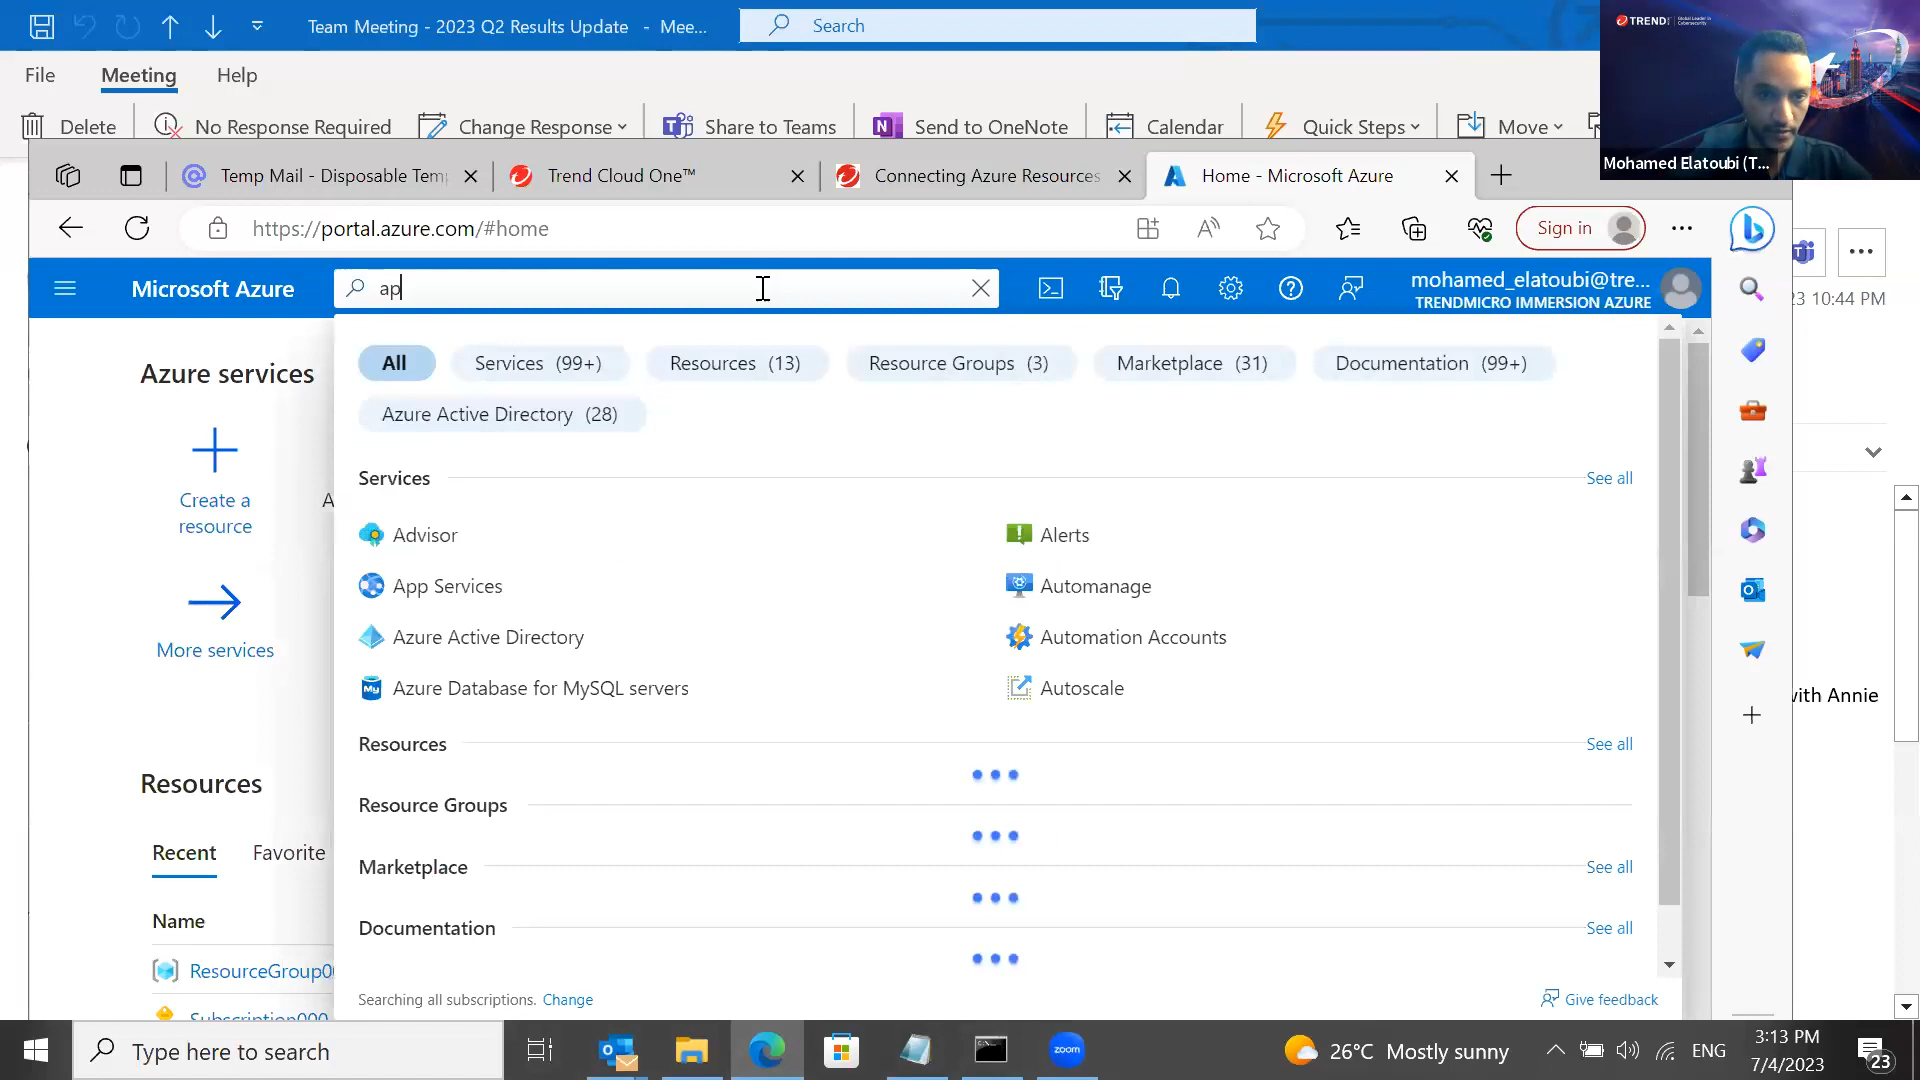 Team Meeting - 2023 Q2 Results Update - Mee...
Search
TREND
File
Meeting
Help
Delete
No Response Required
Change Response
Share to Teams
Send to OneNote
Calendar
Quick Steps
Move
Mohamed Elatoubi (T...
Temp Mail - Disposable Tem
Trend Cloud One™
Connecting Azure Resources
Home - Microsoft Azure
https://portal.azure.com/#home
Sign in
Microsoft Azure
ap
mohamed_elatoubi@tre...
TRENDMICRO IMMERSION AZURE
23 10:44 PM
All
Services (99+)
Resources (13)
Resource Groups (3)
Marketplace (31)
Documentation (99+)
Azure Active Directory (28)
Azure services
Create a
resource
A
More services
Services
See all
Advisor
Alerts
App Services
Automanage
Azure Active Directory
Automation Accounts
Azure Database for MySQL servers
Autoscale
with Annie
Resources
See all
Resource Groups
Marketplace
See all
Documentation
See all
Resources
Recent
Favorite
Name
ResourceGroup0
Subscription000
Searching all subscriptions. Change
Give feedback
Type here to search
zoom
26°C Mostly sunny
ENG
3:13 PM
7/4/2023
23